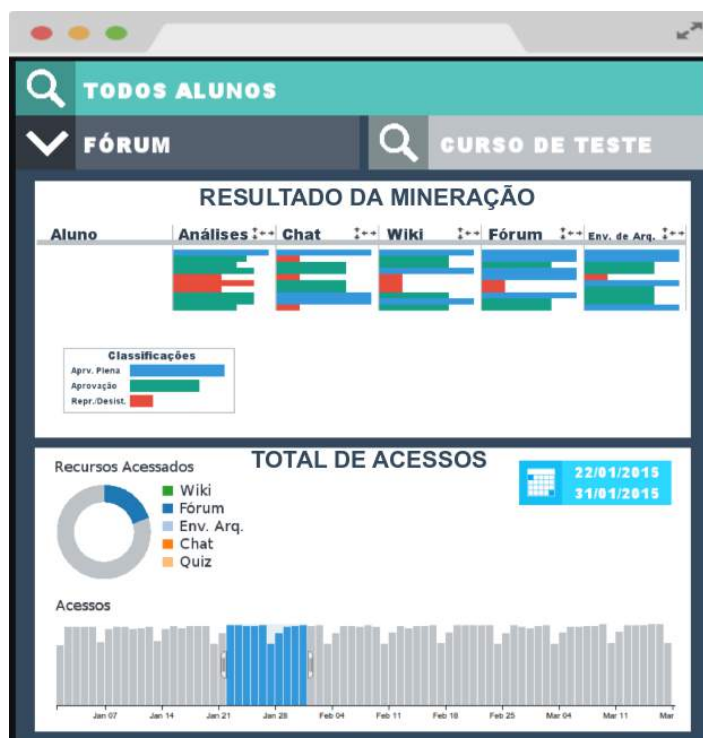 TODOS ALUNOS
FÓRUM
CURSO DE TESTE
RESULTADO DA MINERAÇÃO
Aluno Análises Chat Wiki Fórum Env. de Arq.
Classificações
Aprv. Plena
Aprovação
Repr./Desist.
TOTAL DE ACESSOS
Recursos Acessados
22/01/2015
31/01/2015
Wiki
Fórum
Env. Arq.
Chat
Quiz
Acessos
Jan 07 Jan 14 Jan 21 Jan 28 Feb 04 Feb 11 Feb 18 Feb 25 Mar 04 Mar 11 Mar